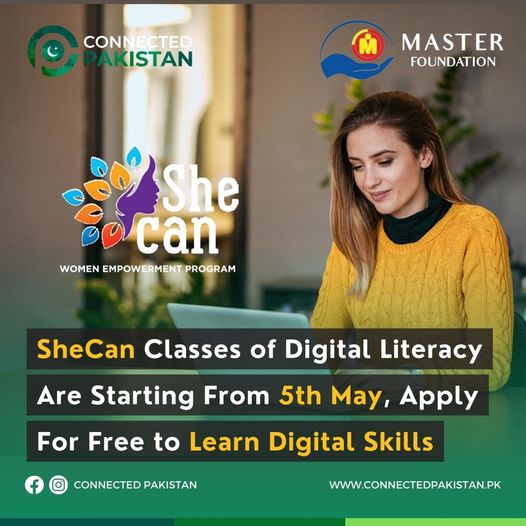 CONNECTED
PAKISTAN
M
MASTER
FOUNDATION
She
can
WOMEN EMPOWERMENT PROGRAM
SheCan Classes of Digital Literacy
Are Starting From 5th May, Apply
For Free to Learn Digital Skills
CONNECTED PAKISTAN
WWW.CONNECTEDPAKISTAN.PK